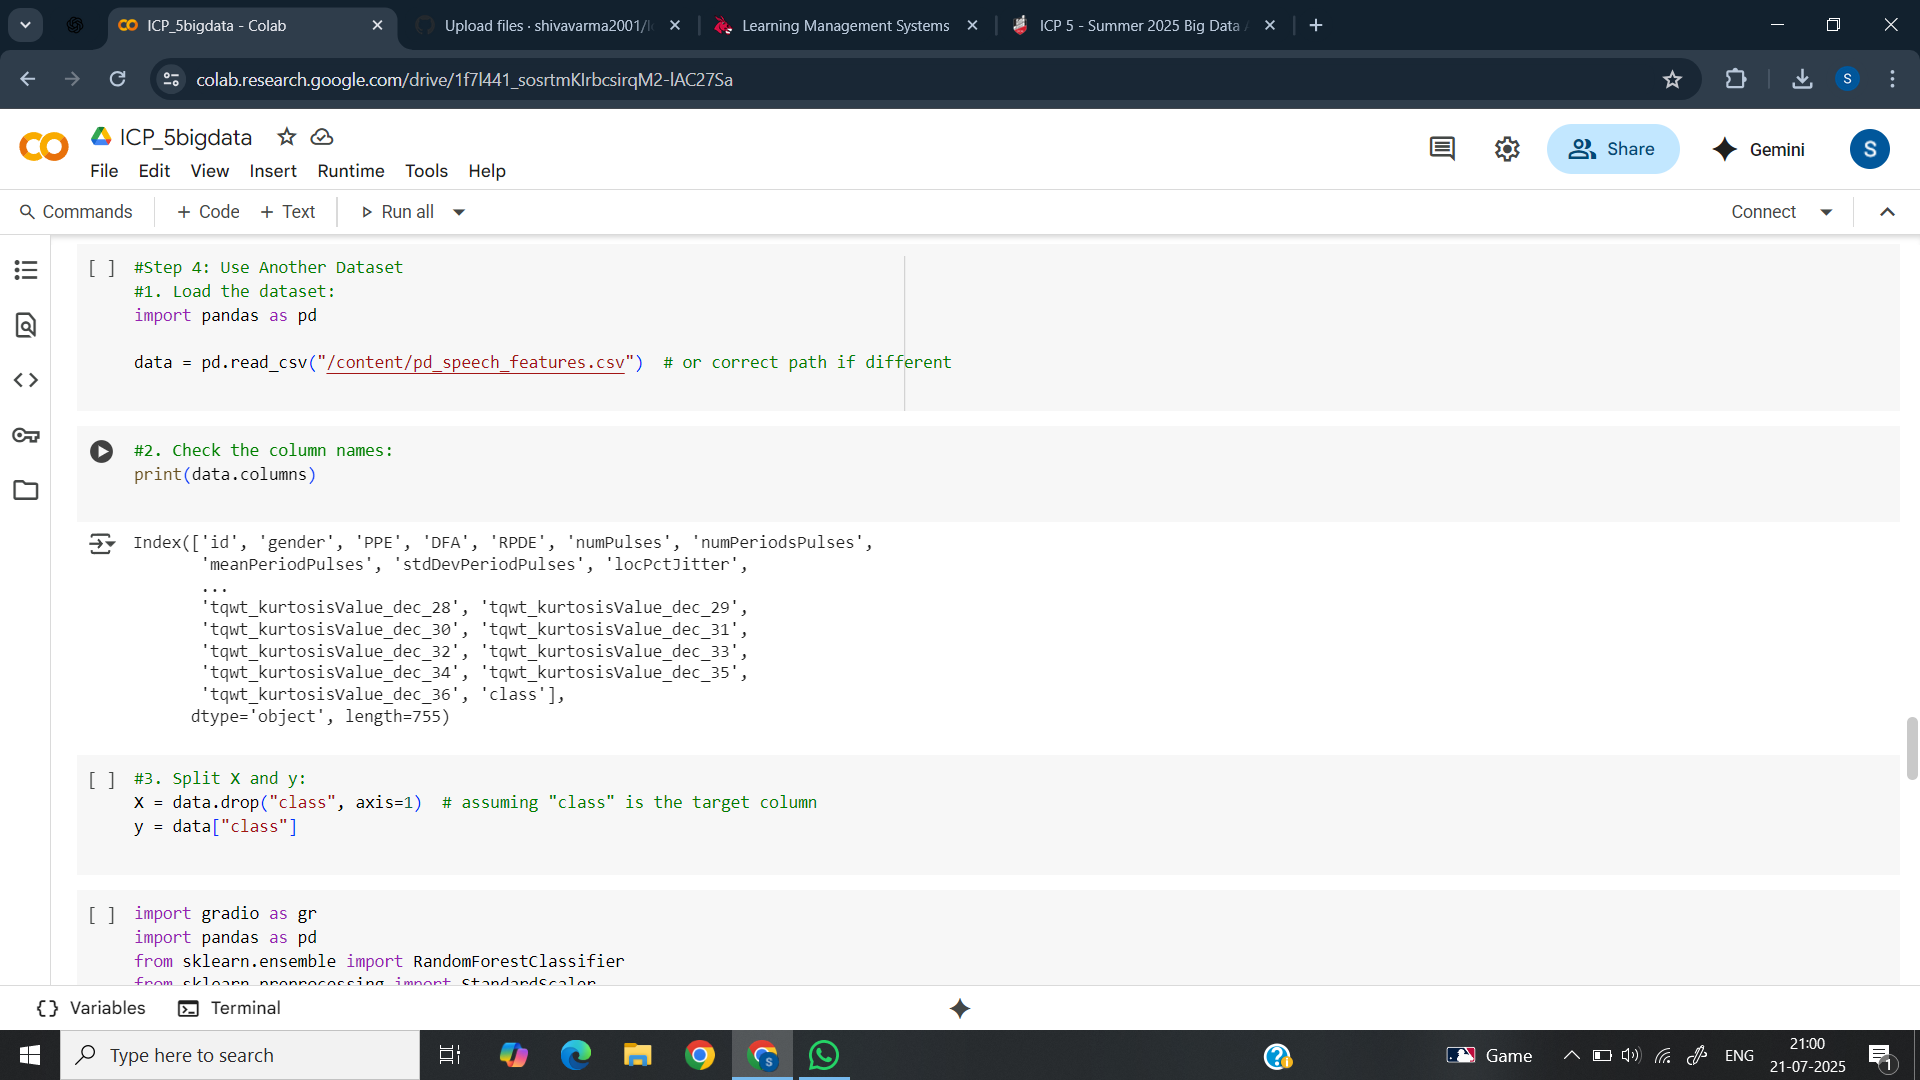 ICP_5bigdata - Colab
Upload files · shivavarma2001/
Learning Management Systems
ICP 5 - Summer 2025 Big Data
colab.research.google.com/drive/1f7l441_sosrtmKIrbcsirqM2-lAC27Sa
S
ICP_5bigdata
File Edit View Insert Runtime Tools Help
Share
Gemini
S
Commands + Code + Text Run all
Connect
[ ] #Step 4: Use Another Dataset
#1. Load the dataset:
import pandas as pd
data = pd.read_csv("/content/pd_speech_features.csv")  # or correct path if different
#2. Check the column names:
print(data.columns)
Index(['id', 'gender', 'PPE', 'DFA', 'RPDE', 'numPulses', 'numPeriodsPulses',
'meanPeriodPulses', 'stdDevPeriodPulses', 'locPctJitter',
...
'tqwt_kurtosisValue_dec_28', 'tqwt_kurtosisValue_dec_29',
'tqwt_kurtosisValue_dec_30', 'tqwt_kurtosisValue_dec_31',
'tqwt_kurtosisValue_dec_32', 'tqwt_kurtosisValue_dec_33',
'tqwt_kurtosisValue_dec_34', 'tqwt_kurtosisValue_dec_35',
'tqwt_kurtosisValue_dec_36', 'class'],
dtype='object', length=755)
[ ] #3. Split X and y:
X = data.drop("class", axis=1)  # assuming "class" is the target column
y = data["class"]
[ ] import gradio as gr
import pandas as pd
from sklearn.ensemble import RandomForestClassifier
from sklearn.preprocessing import StandardScaler
Variables
Terminal
Type here to search
Game
ENG
21:00
21-07-2025
1